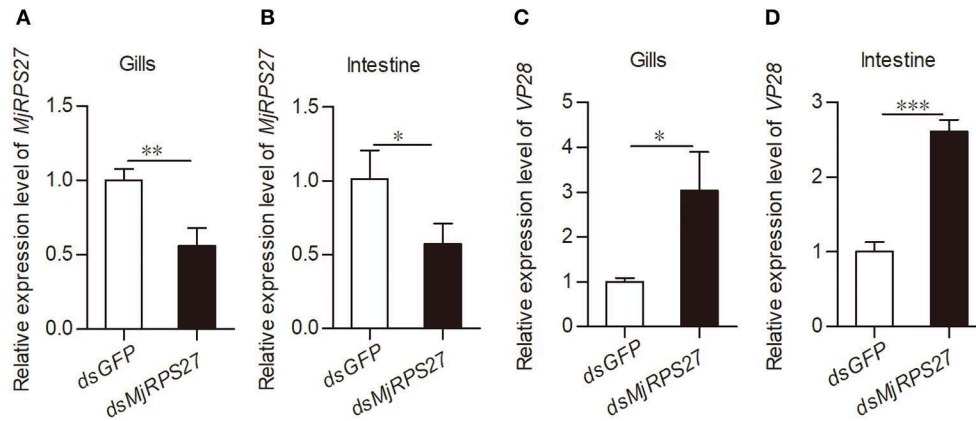 A
Relative expression level of MjRPS27
Gills
1.5
1.0
0.5
0.0
**
dsGFP
dsMjRPS27
B
Relative expression level of MjRPS27
Intestine
1.5
1.0
0.5
0.0
*
dsGFP
dsMjRPS27
C
Relative expression level of VP28
Gills
5
4
3
2
1
0
*
dsGFP
dsMjRPS27
D
Relative expression level of VP28
Intestine
3
2
1
0
***
dsGFP
dsMjRPS27